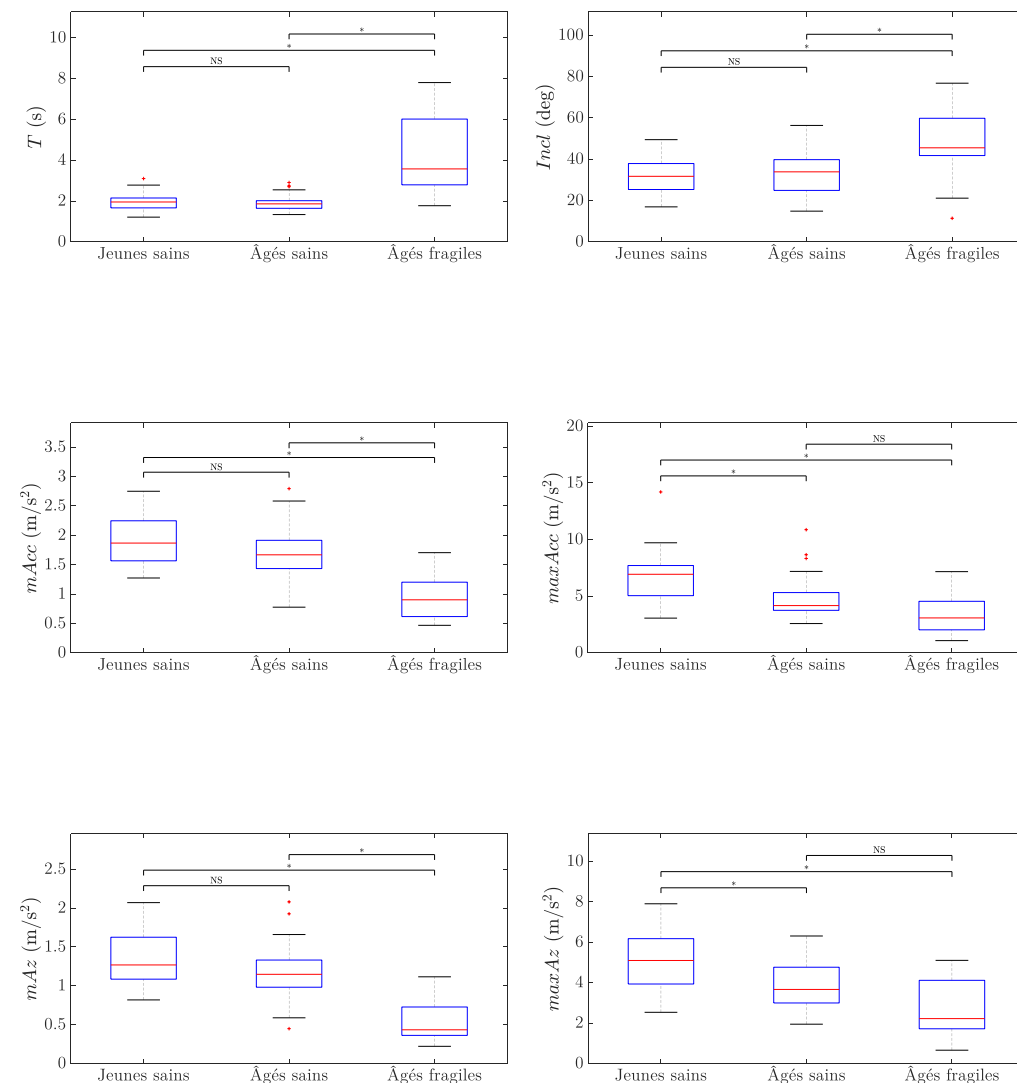 10
8
6
4
2
0
T (s)
*
*
NS
Jeunes sains Âgés sains Âgés fragiles
100
80
60
40
20
0
Incl (deg)
*
*
NS
Jeunes sains Âgés sains Âgés fragiles
3.5
3
2.5
2
1.5
1
0.5
0
mAcc (m/s²)
*
*
NS
Jeunes sains Âgés sains Âgés fragiles
20
15
10
5
0
maxAcc (m/s²)
NS
*
*
Jeunes sains Âgés sains Âgés fragiles
2.5
2
1.5
1
0.5
0
mAz (m/s²)
*
*
NS
Jeunes sains Âgés sains Âgés fragiles
10
8
6
4
2
0
maxAz (m/s²)
NS
*
*
Jeunes sains Âgés sains Âgés fragiles